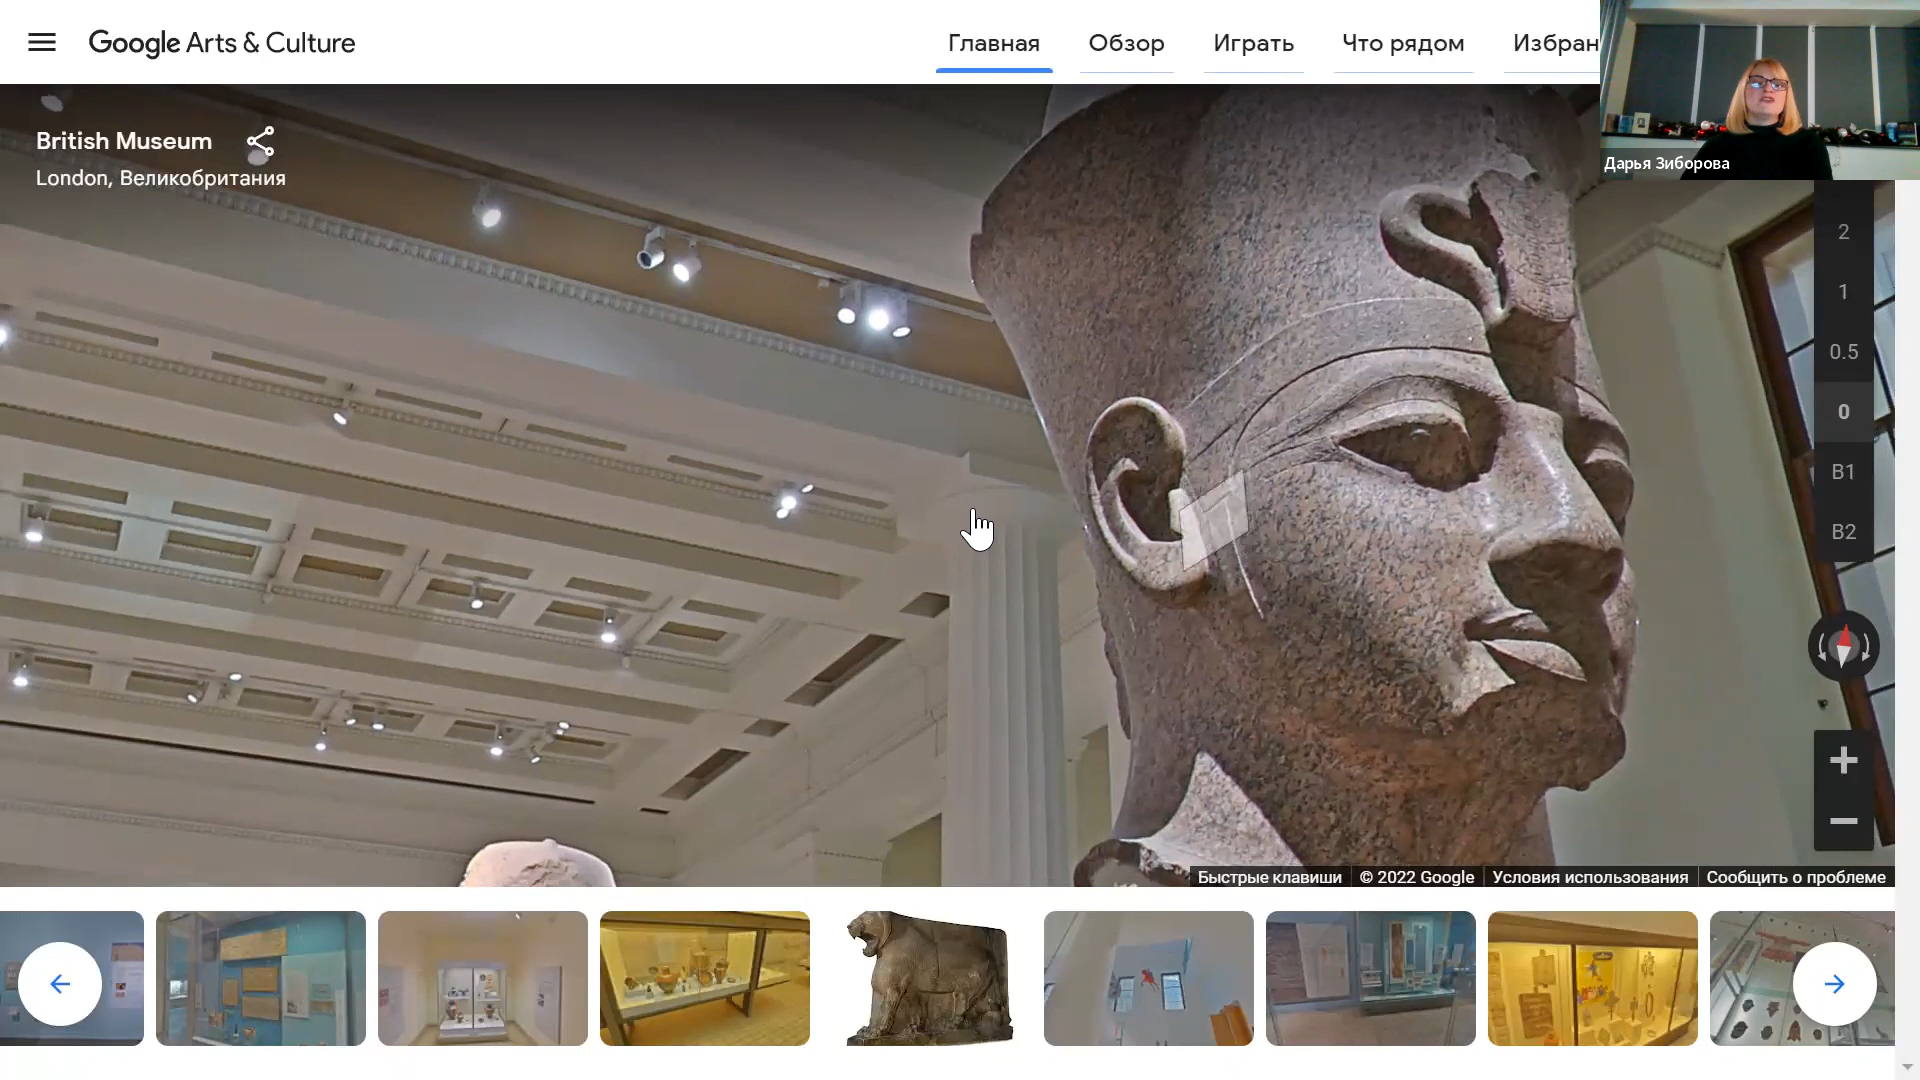 Google Arts & Culture
Главная
Обзор
Играть
Что рядом
Избран
British Museum
London, Великобритания
Дарья Зиборова
2
1
0.5
0
B1
B2
Быстрые клавиши
© 2022 Google
Условия использования
Сообщить о проблеме